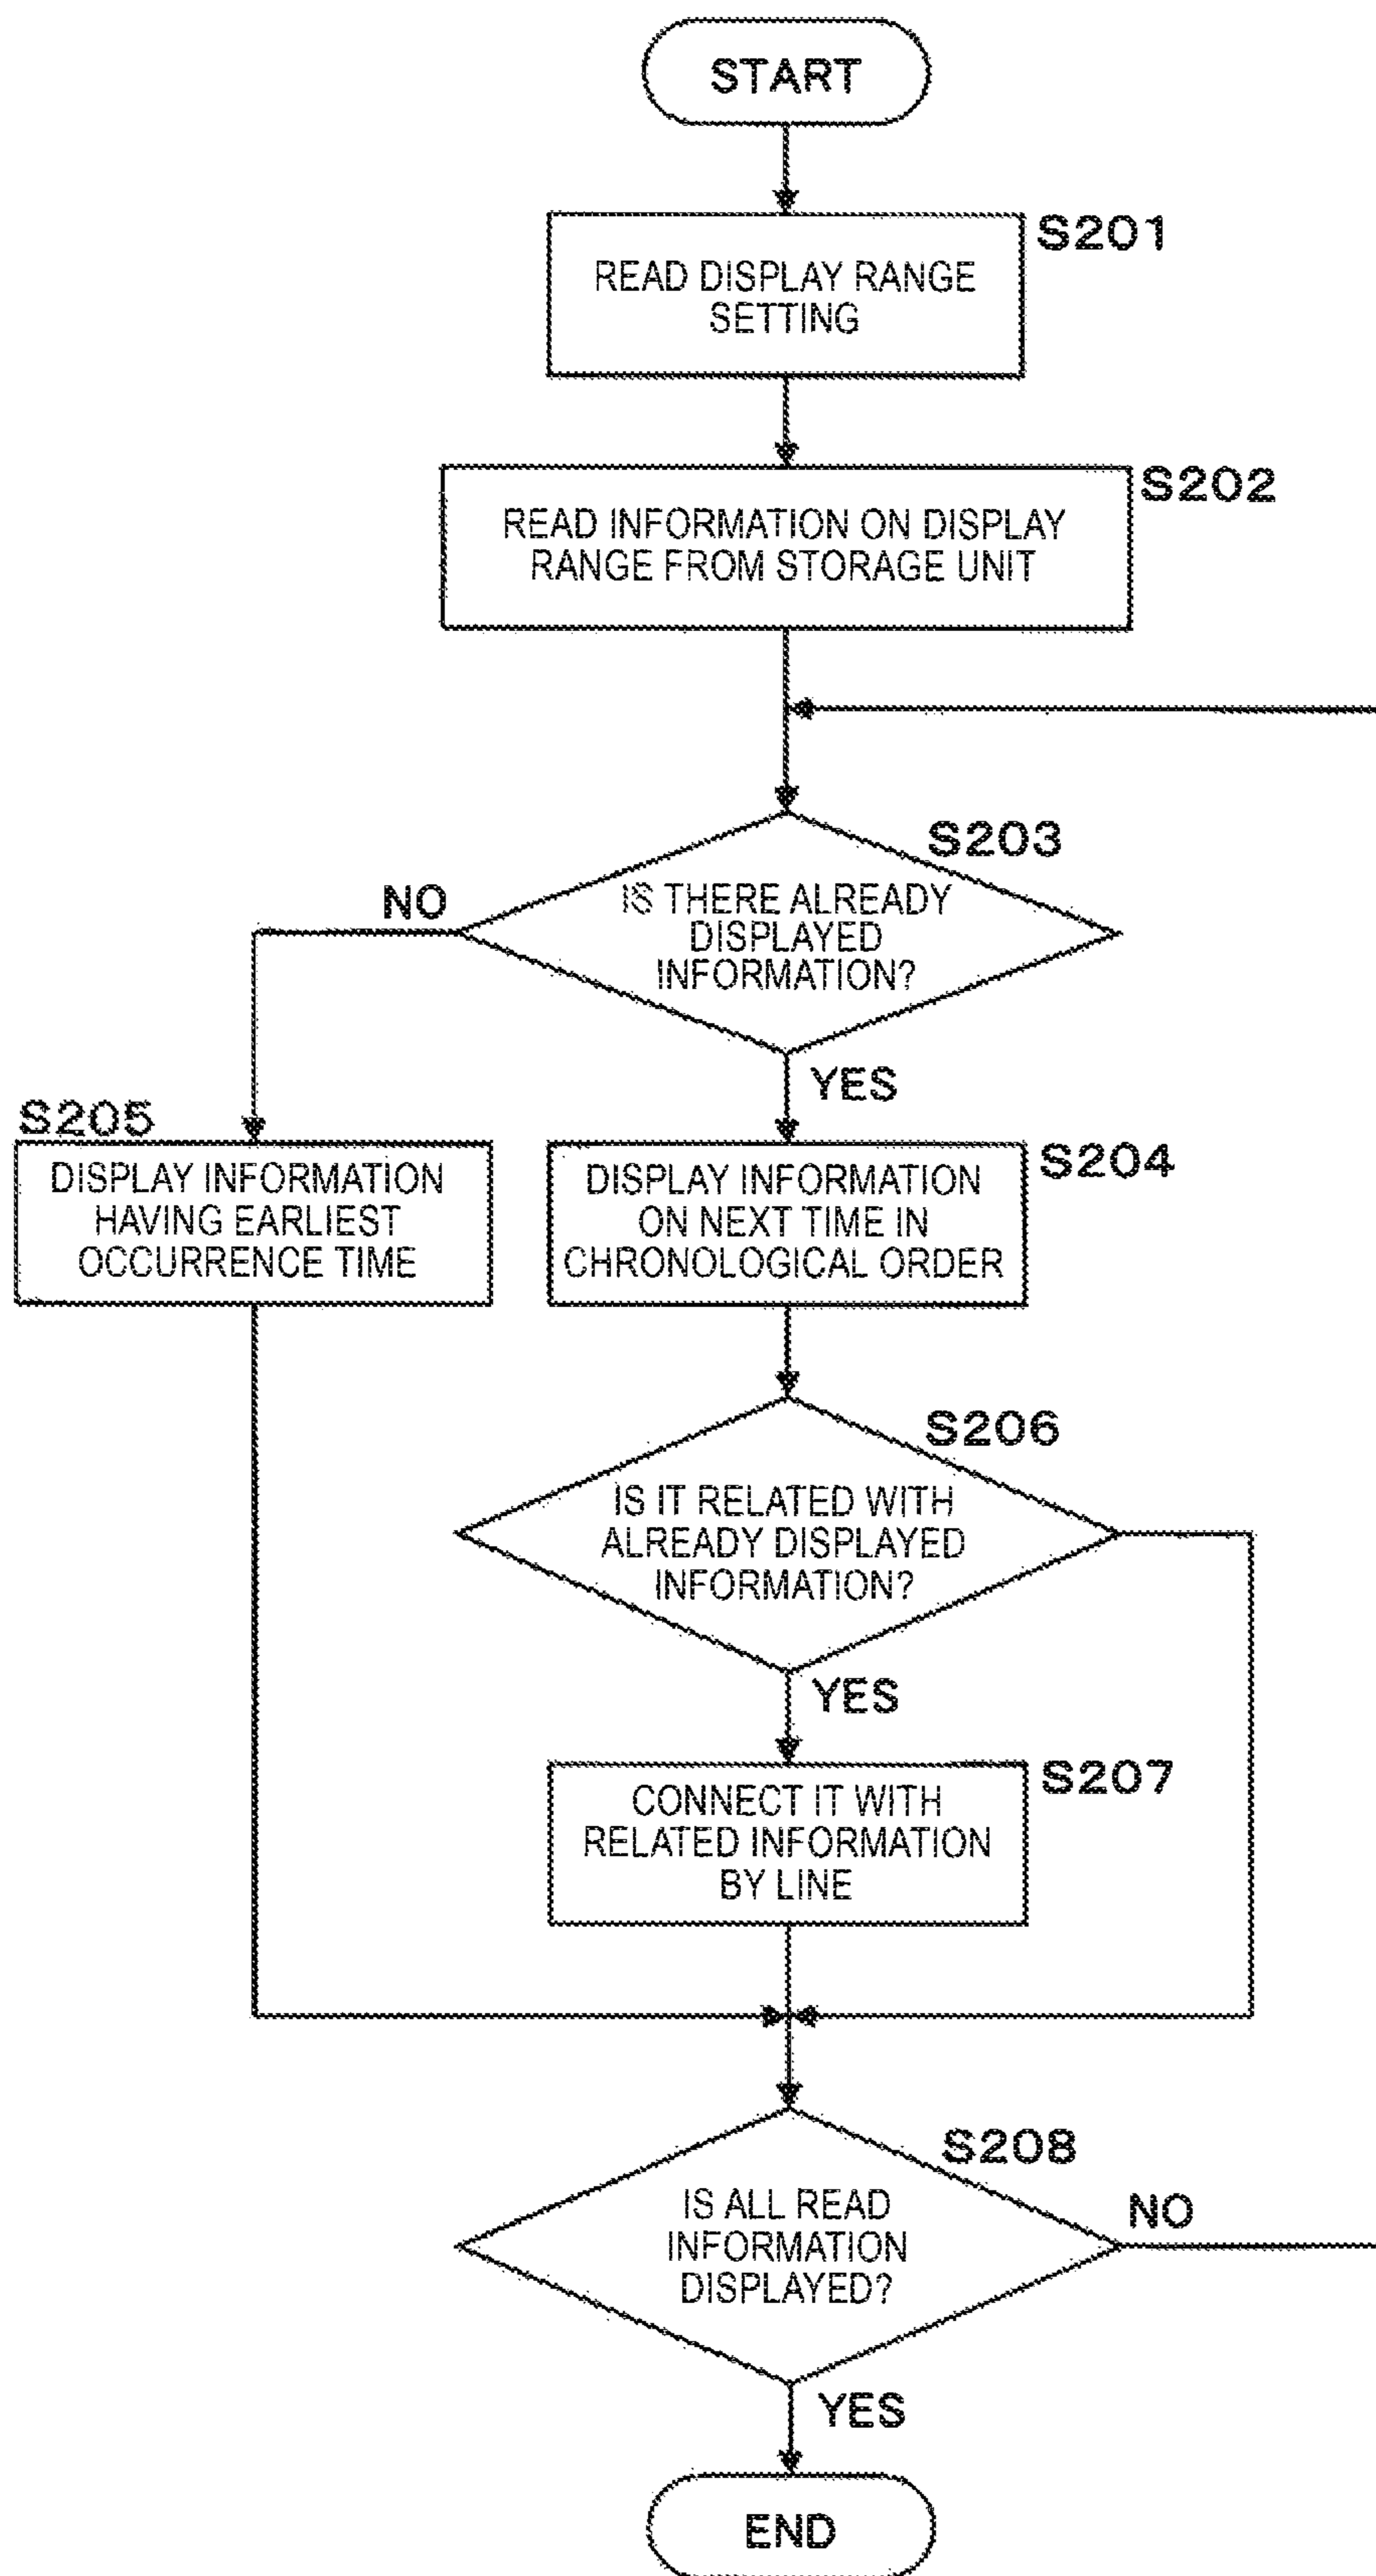 START
S201
READ DISPLAY RANGE
SETTING
S202
READ INFORMATION ON DISPLAY
RANGE FROM STORAGE UNIT
S203
NO
IS THERE ALREADY
DISPLAYED
INFORMATION?
YES
S205
DISPLAY INFORMATION
HAVING EARLIEST
OCCURRENCE TIME
S204
DISPLAY INFORMATION
ON NEXT TIME IN
CHRONOLOGICAL ORDER
S206
IS IT RELATED WITH
ALREADY DISPLAYED
INFORMATION?
YES
S207
CONNECT IT WITH
RELATED INFORMATION
BY LINE
S208
IS ALL READ
INFORMATION
DISPLAYED?
NO
YES
END